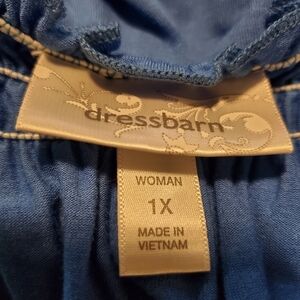 dressbarn
WOMAN
1X
MADE IN
VIETNAM